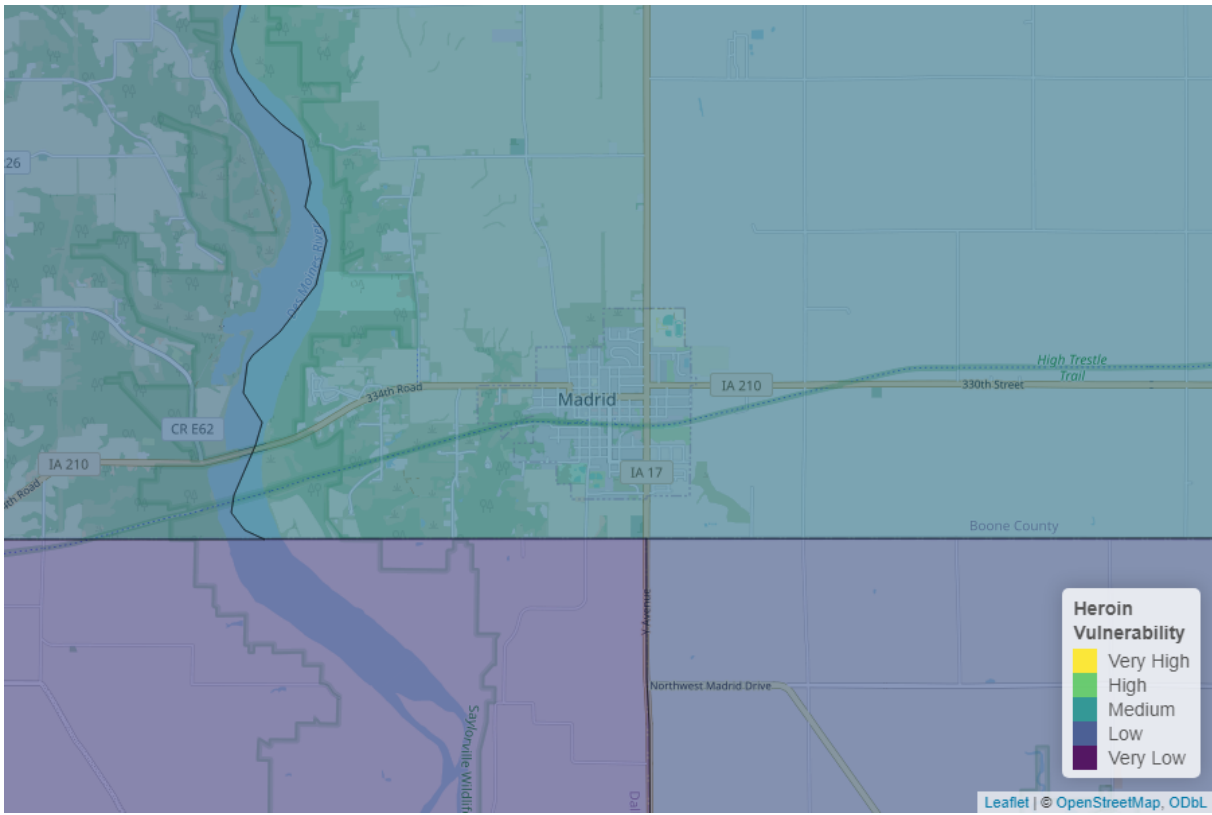 26
Des Moines River
High Trestle
Trail
334th Road
IA 210
330th Street
Madrid
CR E62
IA 210
IA 17
Boone County
Y Avenue
Northwest Madrid Drive
Saylorville Wildlif
Dal
Heroin
Vulnerability
Very High
High
Medium
Low
Very Low
Leaflet | © OpenStreetMap, ODbL